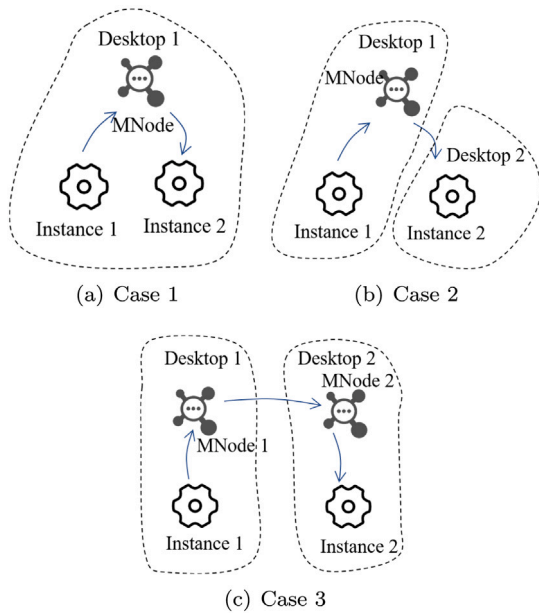 Desktop 1
MNode
Instance 1
Instance 2
(a) Case 1
Desktop 1
MNode
Desktop 2
Instance 1
Instance 2
(b) Case 2
Desktop 1
Desktop 2
MNode 2
MNode 1
Instance 1
Instance 2
(c) Case 3